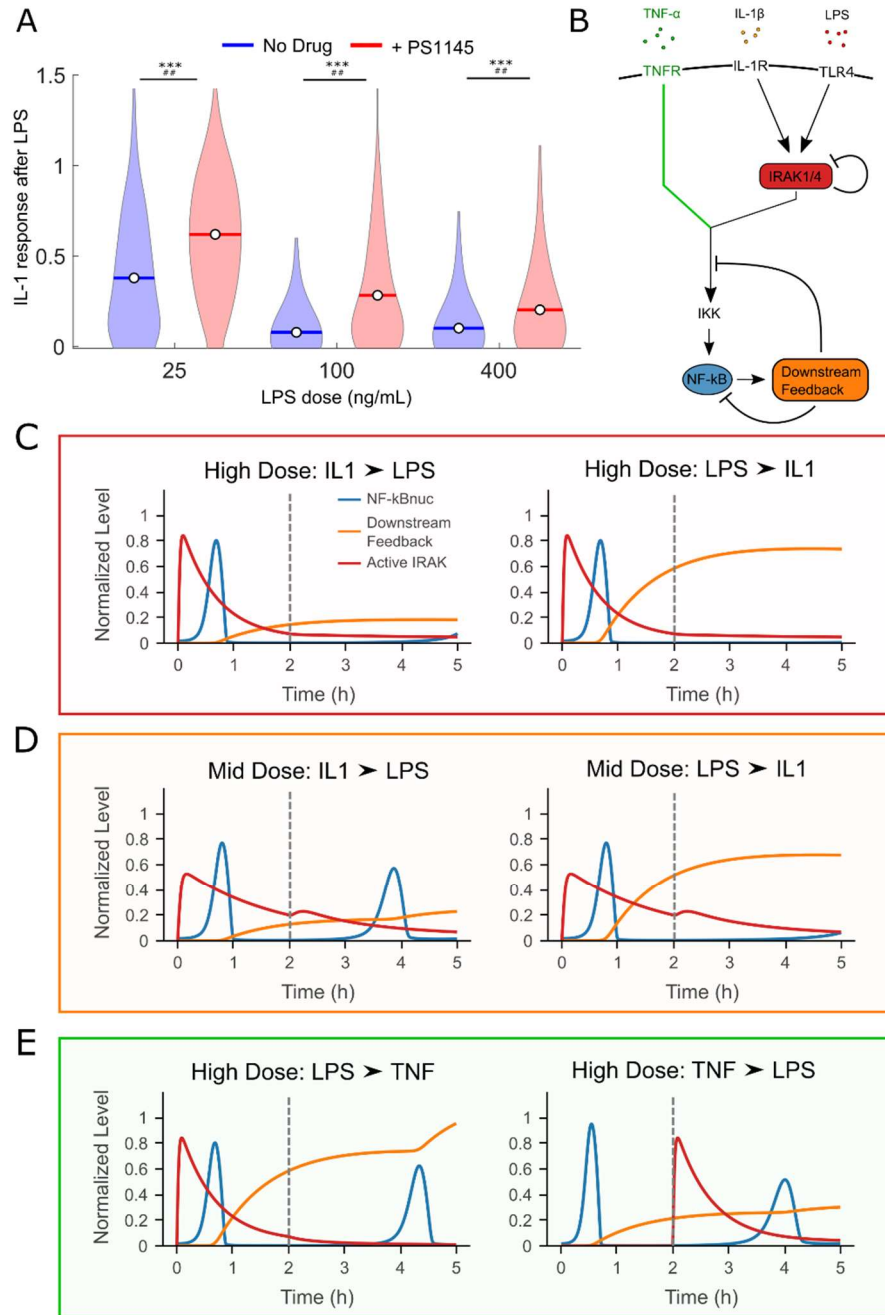 A
No Drug + PS1145
IL-1 response after LPS
1.5
1
0.5
0
***
##
***
##
***
##
25 100 400
LPS dose (ng/mL)
B
TNF-α IL-1β LPS
TNFR IL-1R TLR4
IRAK1/4
IKK
NF-kB
Downstream
Feedback
C
High Dose: IL1 ➤ LPS
Normalized Level
1
0.8
0.6
0.4
0.2
0
NF-kBnuc
Downstream
Feedback
Active IRAK
0 1 2 3 4 5
Time (h)
High Dose: LPS ➤ IL1
Normalized Level
1
0.8
0.6
0.4
0.2
0
0 1 2 3 4 5
Time (h)
D
Mid Dose: IL1 ➤ LPS
Normalized Level
1
0.8
0.6
0.4
0.2
0
0 1 2 3 4 5
Time (h)
Mid Dose: LPS ➤ IL1
Normalized Level
1
0.8
0.6
0.4
0.2
0
0 1 2 3 4 5
Time (h)
E
High Dose: LPS ➤ TNF
Normalized Level
1
0.8
0.6
0.4
0.2
0
0 1 2 3 4 5
Time (h)
High Dose: TNF ➤ LPS
Normalized Level
1
0.8
0.6
0.4
0.2
0
0 1 2 3 4 5
Time (h)